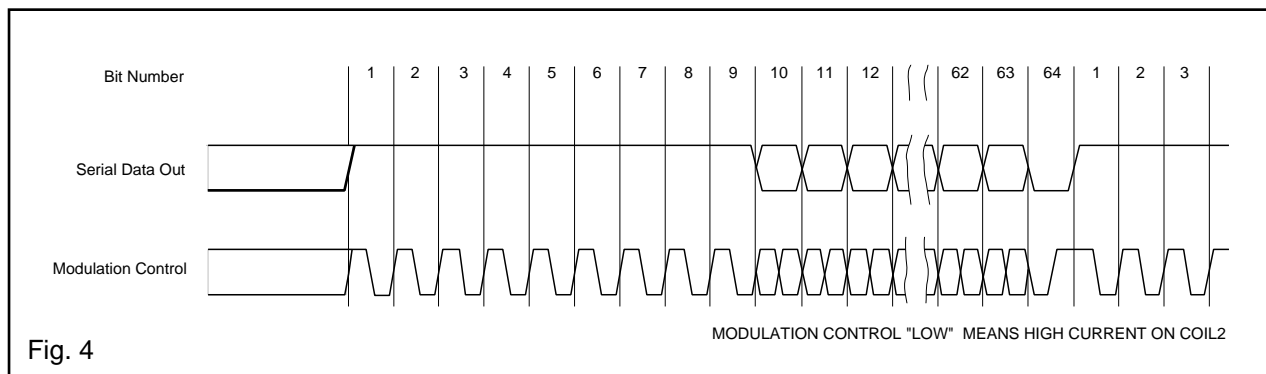 Bit Number 1 2 3 4 5 6 7 8 9 10 11 12 62 63 64 1 2 3
Serial Data Out
Modulation Control
MODULATION CONTROL "LOW" MEANS HIGH CURRENT ON COIL2
Fig. 4